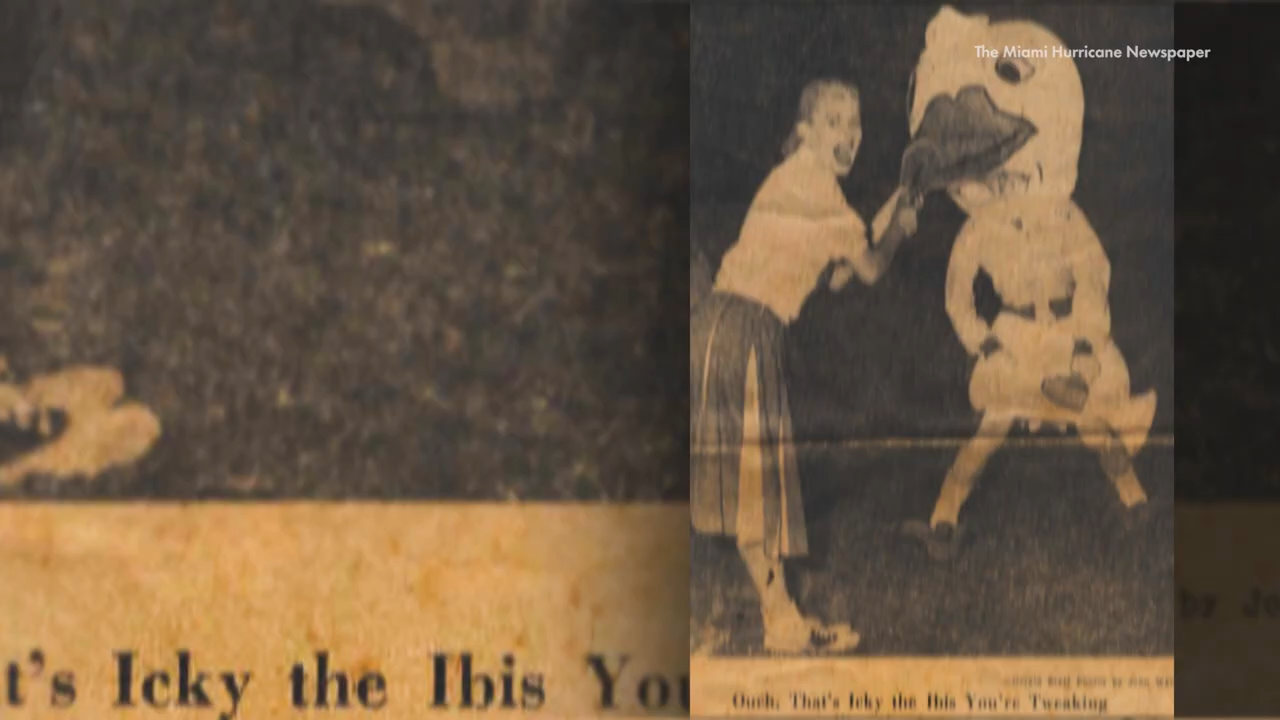 The Miami Hurricane Newspaper
t's Icky the Ibis You
Ouch, That's Icky the Ibis You're Tweaking